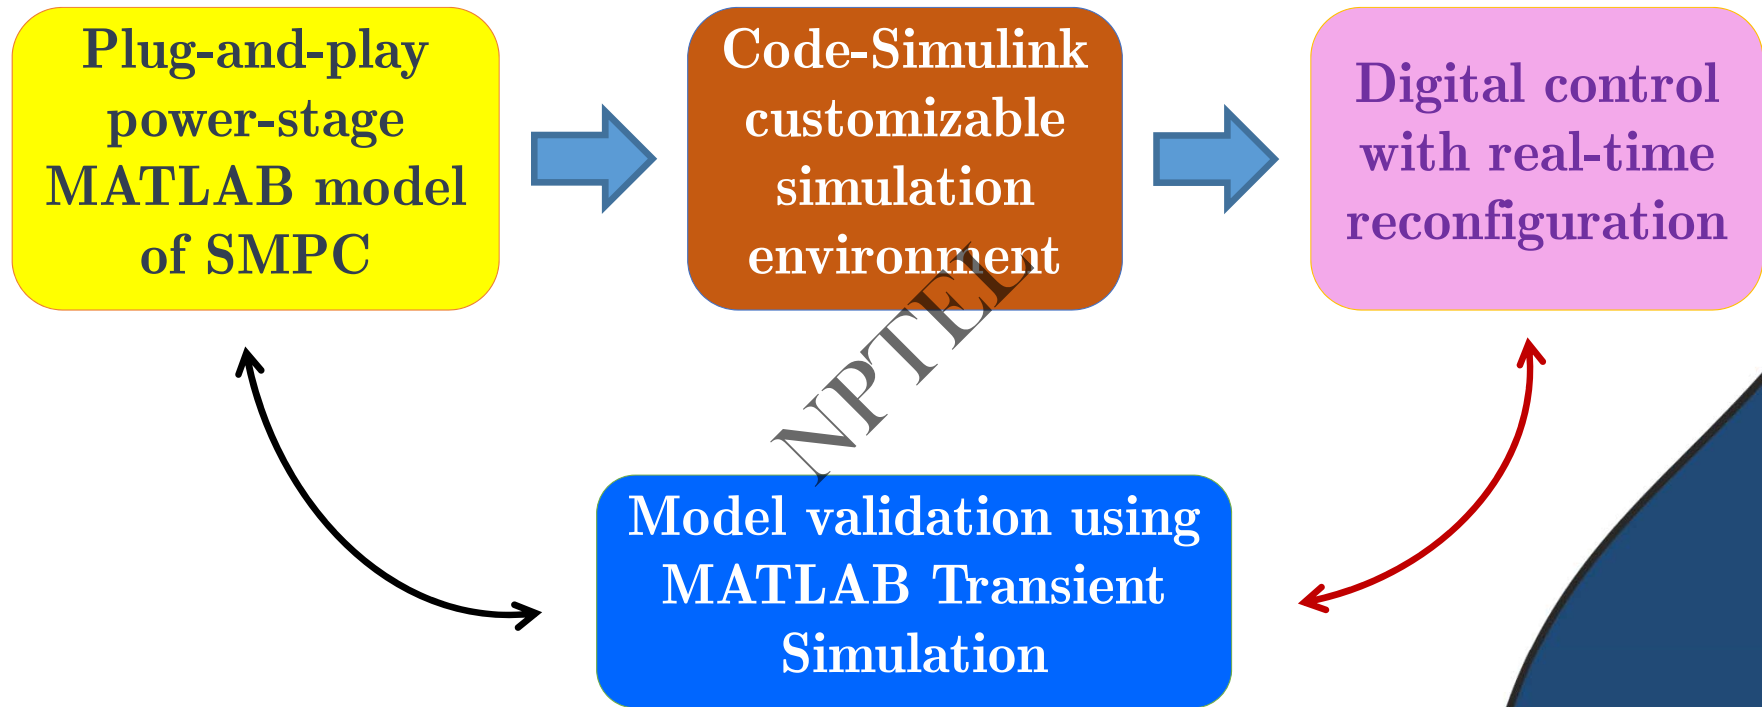 Plug-and-play
power-stage
MATLAB model
of SMPC
Code-Simulink
customizable
simulation
environment
Digital control
with real-time
reconfiguration
NPTEL
Model validation using
MATLAB Transient
Simulation